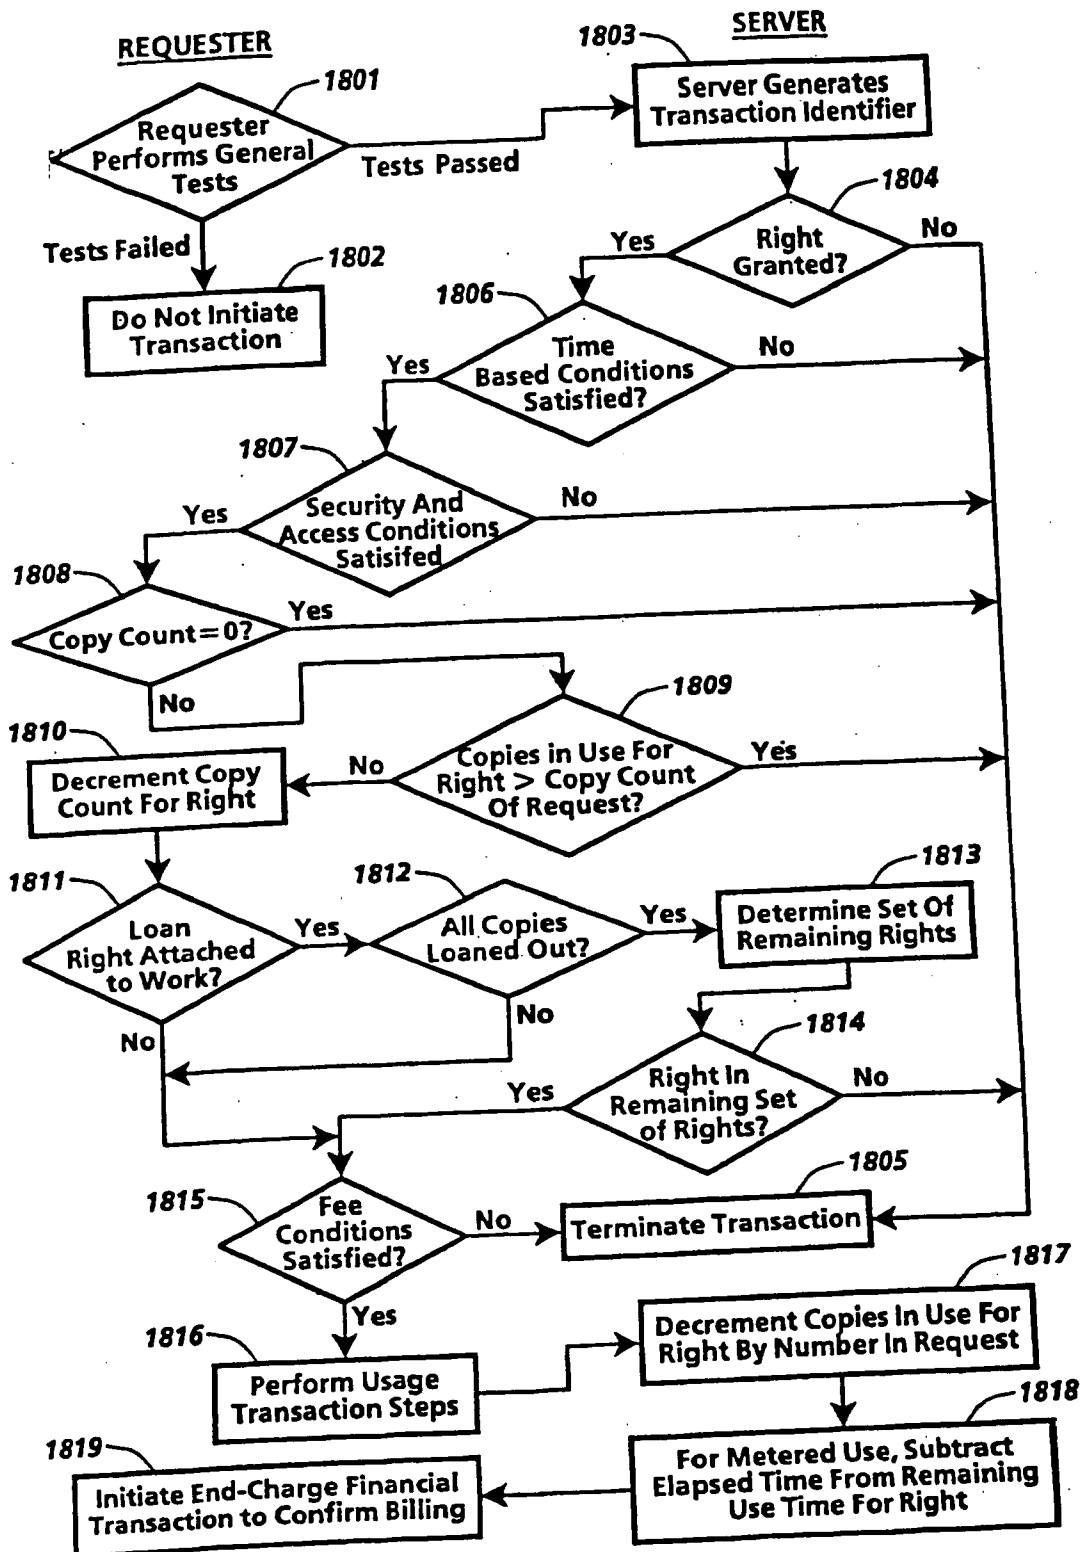 REQUESTER
SERVER
1801
Requester
Performs General
Tests
Tests Passed
Tests Failed
1802
Do Not Initiate
Transaction
1803
Server Generates
Transaction Identifier
1804
Right
Granted?
Yes
No
1806
Time
Based Conditions
Satisfied?
Yes
No
1807
Security And
Access Conditions
Satisifed
Yes
No
1808
Copy Count=0?
Yes
No
1809
Copies in Use For
Right > Copy Count
Of Request?
No
Yes
1810
Decrement Copy
Count For Right
1811
Loan
Right Attached
to Work?
Yes
No
1812
All Copies
Loaned Out?
Yes
No
1813
Determine Set Of
Remaining Rights
1814
Right In
Remaining Set
of Rights?
Yes
No
1815
Fee
Conditions
Satisfied?
No
Yes
1805
Terminate Transaction
1816
Perform Usage
Transaction Steps
1817
Decrement Copies In Use For
Right By Number In Request
1818
For Metered Use, Subtract
Elapsed Time From Remaining
Use Time For Right
1819
Initiate End-Charge Financial
Transaction to Confirm Billing